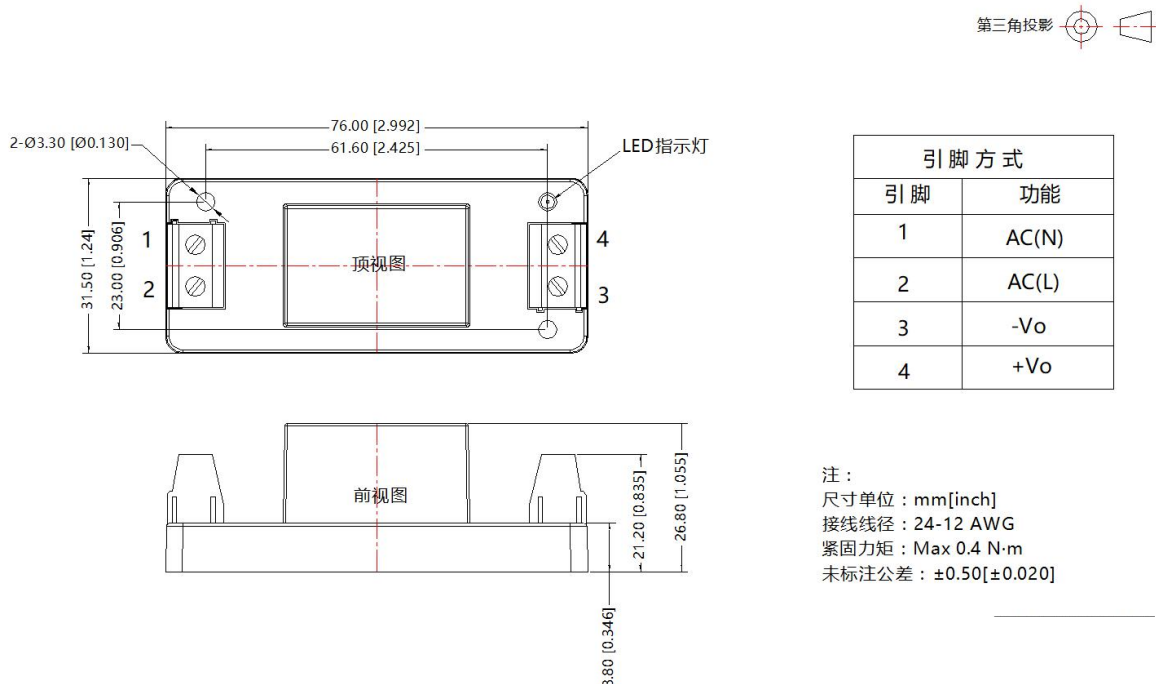 第三角投影
76.00 [2.992]
2-Ø3.30 [Ø0.130]
61.60 [2.425]
LED指示灯
31.50 [1.24]
23.00 [0.906]
1
2
顶视图
4
3
引脚方式
引脚 功能
1 AC(N)
2 AC(L)
3 -Vo
4 +Vo
前视图
21.20 [0.835]
26.80 [1.055]
8.80 [0.346]
注：
尺寸单位：mm[inch]
接线线径：24-12 AWG
紧固力矩：Max 0.4 N·m
未标注公差：±0.50[±0.020]